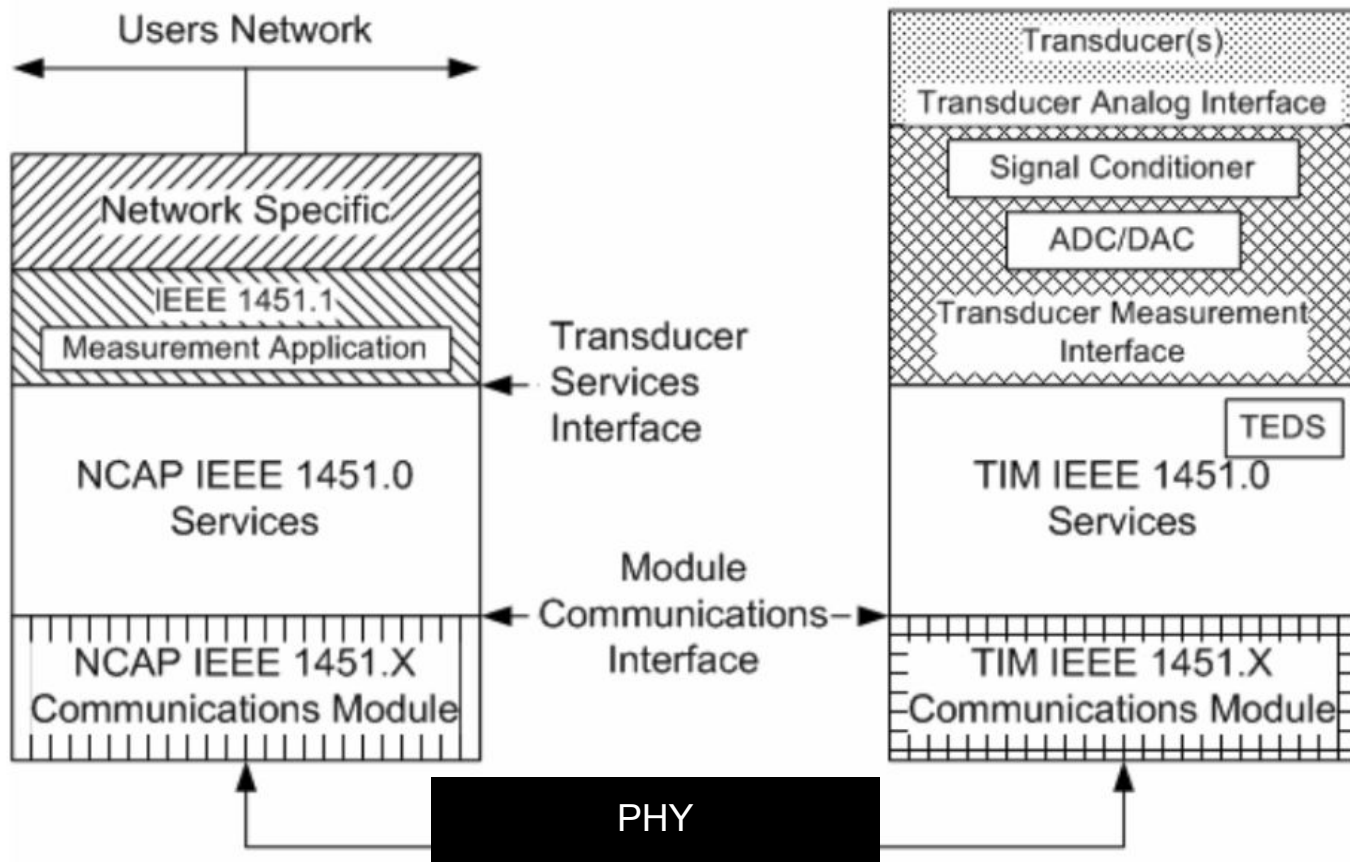 Users Network
Network Specific
IEEE 1451.1
Measurement Application
NCAP IEEE 1451.0
Services
NCAP IEEE 1451.X
Communications Module
Transducer
Services
Interface
Module
Communications
Interface
PHY
Transducer(s)
Transducer Analog Interface
Signal Conditioner
ADC/DAC
Transducer Measurement
Interface
TEDS
TIM IEEE 1451.0
Services
TIM IEEE 1451.X
Communications Module